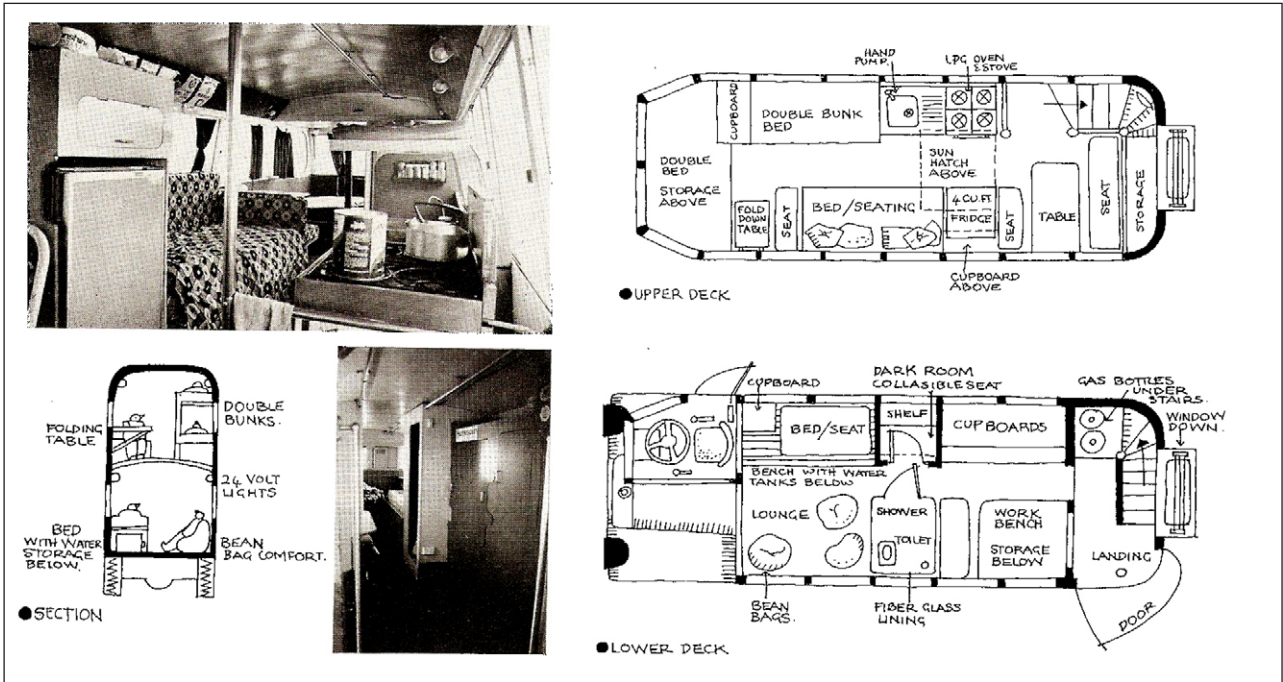 HAND
PUMP.
LPG OVEN
& STOVE
CUPBOARD
DOUBLE BUNK
BED
DOUBLE
BED
STORAGE
ABOVE
SUN
HATCH
ABOVE
FOLD
DOWN
TABLE
SEAT
BED/SEATING
4 CU.FT.
FRIDGE
SEAT
TABLE
SEAT
STORAGE
CUPBOARD
ABOVE
UPPER DECK
DOUBLE
BUNKS.
FOLDING
TABLE
24 VOLT
LIGHTS
BED
WITH WATER
STORAGE
BELOW.
BEAN
BAG COMFORT.
SECTION
CUPBOARD
DARK ROOM
COLLASIBLE SEAT
GAS BOTTLES
UNDER
STAIRS.
WINDOW
DOWN.
BED/SEAT
SHELF
CUPBOARDS
BENCH WITH WATER
TANKS BELOW
LOUNGE
SHOWER
TOILET
WORK
BENCH
STORAGE
BELOW
LANDING
DOOR
BEAN
BAGS.
FIBER GLASS
LINING
LOWER DECK